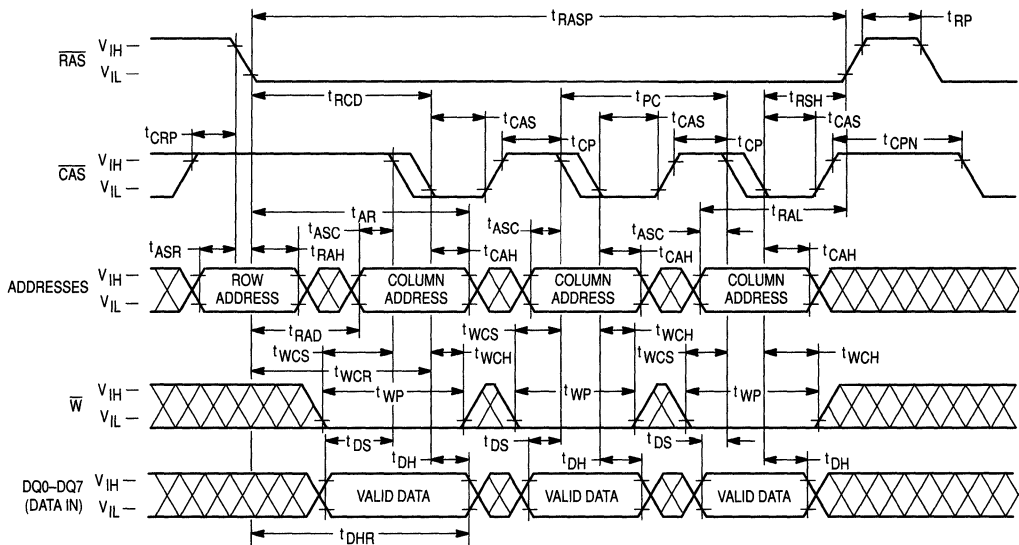 tRASP tRP
RAS VIH
VIL
tRCD tPC tRSH
tCRP tCAS tCAS tCAS
tCP tCP tCPN
CAS VIH
VIL
tAR tRAL
tASR tRAH tASC tCAH tASC tCAH tASC tCAH
ADDRESSES VIH
VIL
ROW ADDRESS COLUMN ADDRESS COLUMN ADDRESS COLUMN ADDRESS
tRAD
tWCS tWCH tWCS tWCH tWCS tWCH
tWCR
tWP tWP tWP
W VIH
VIL
tDS tDH tDS tDH tDS tDH
DQ0–DQ7 VIH
(DATA IN) VIL
VALID DATA VALID DATA VALID DATA
tDHR